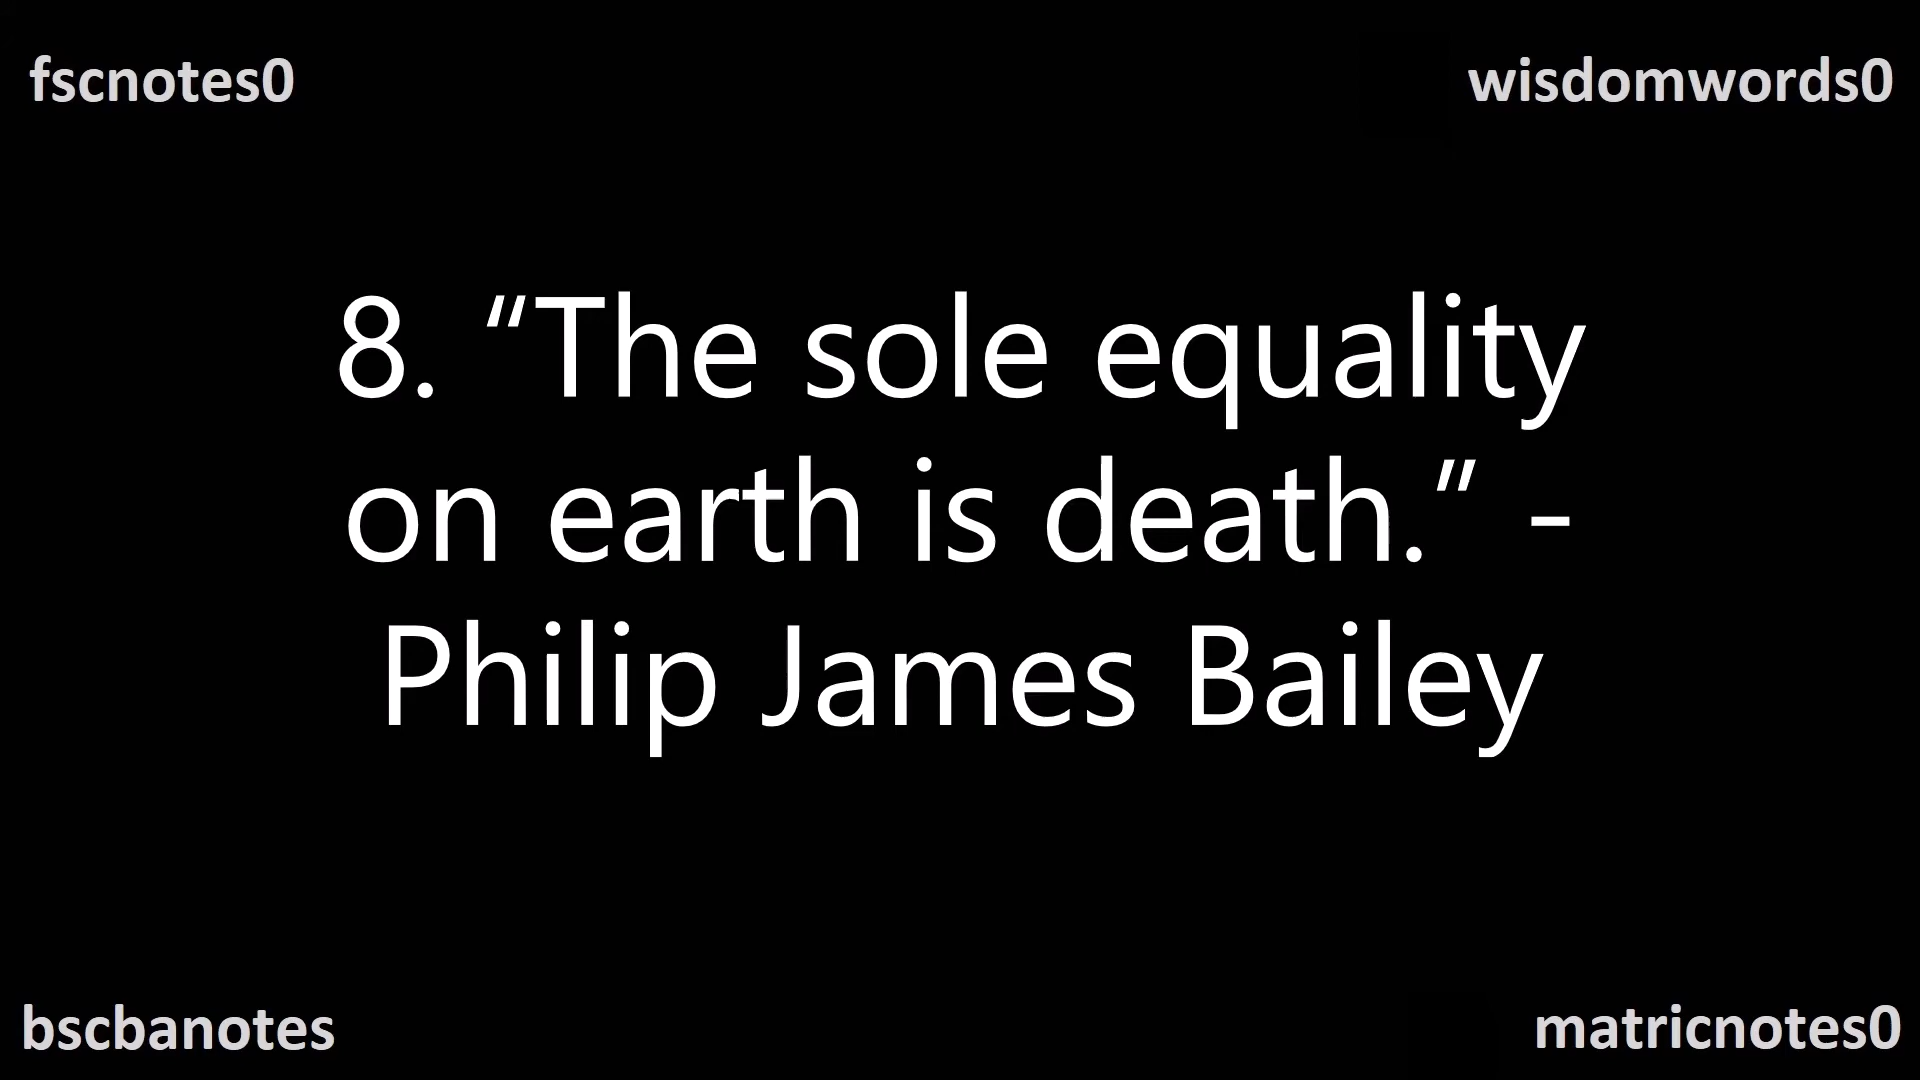 fscnotes0
wisdomwords0
8. “The sole equality
on earth is death.” -
Philip James Bailey
bscbanotes
matricnotes0